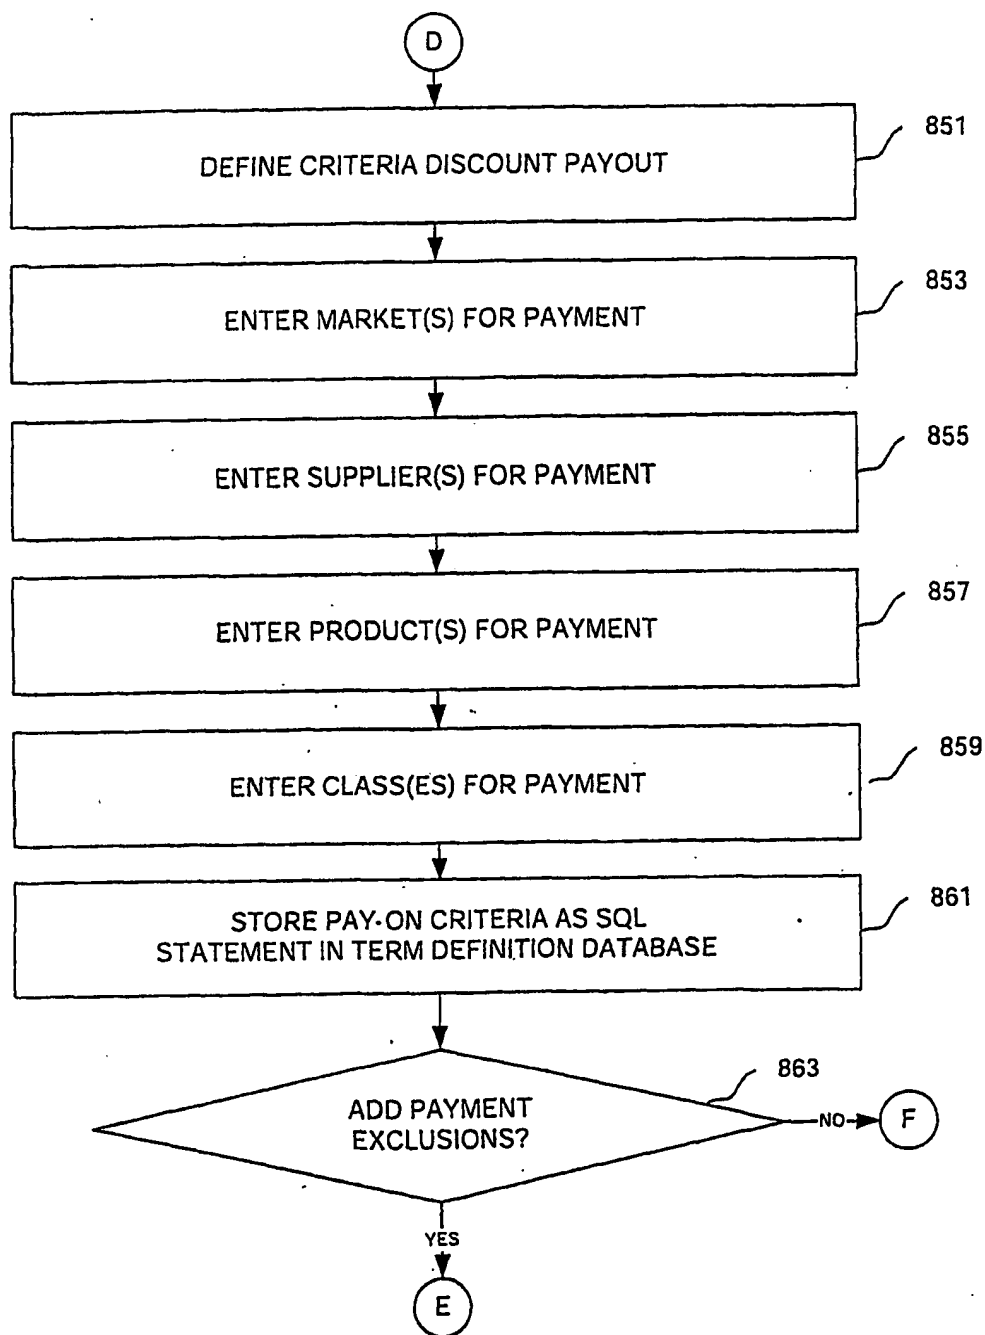 D
851
DEFINE CRITERIA DISCOUNT PAYOUT
853
ENTER MARKET(S) FOR PAYMENT
855
ENTER SUPPLIER(S) FOR PAYMENT
857
ENTER PRODUCT(S) FOR PAYMENT
859
ENTER CLASS(ES) FOR PAYMENT
861
STORE PAY-ON CRITERIA AS SQL
STATEMENT IN TERM DEFINITION DATABASE
863
ADD PAYMENT
EXCLUSIONS?
NO
F
YES
E